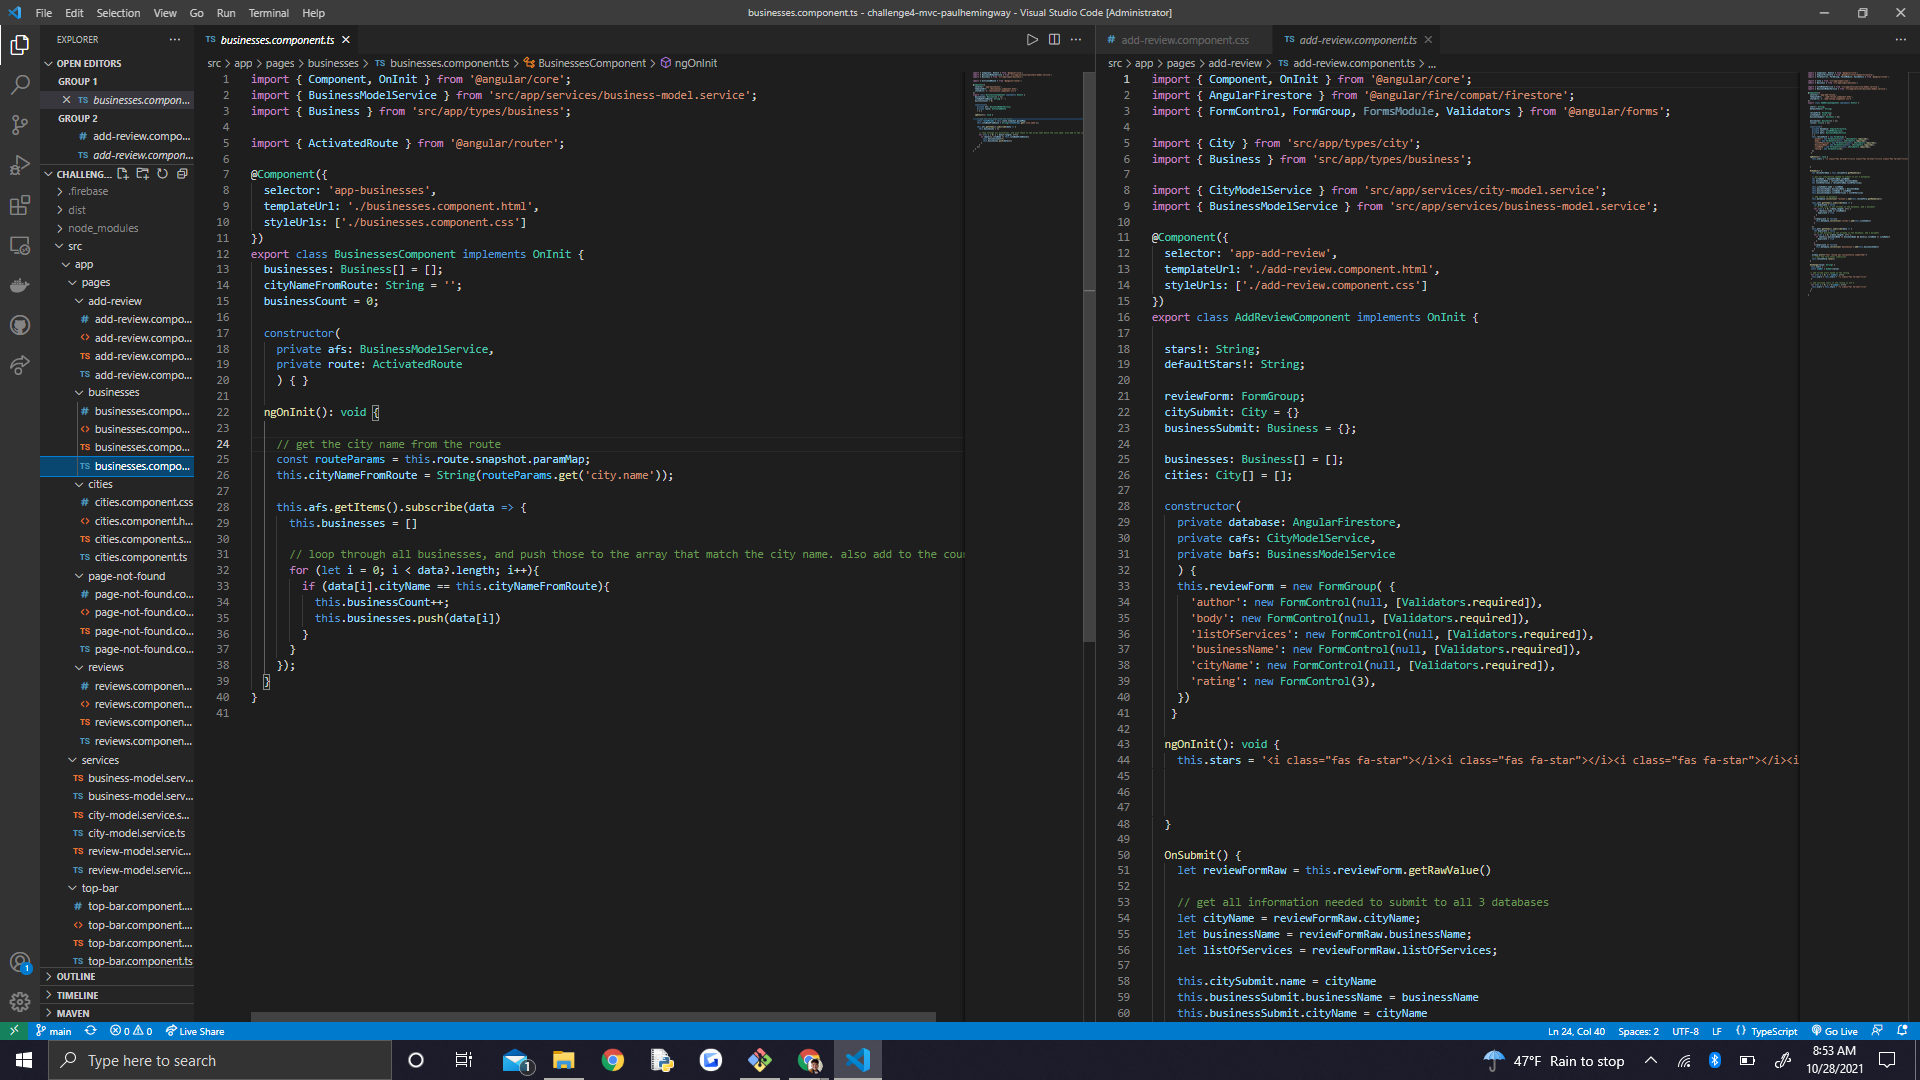 File Edit Selection View Go Run Terminal Help
businesses.component.ts - challenge4-mvc-paulhemingway - Visual Studio Code [Administrator]
EXPLORER
OPEN EDITORS
GROUP 1
TS businesses.compon...
GROUP 2
# add-review.compo...
TS add-review.compon...
CHALLENG...
.firebase
dist
node_modules
src
app
pages
add-review
# add-review.compo...
<> add-review.compo...
TS add-review.compo...
TS add-review.compo...
businesses
# businesses.compo...
<> businesses.compo...
TS businesses.compo...
TS businesses.compo...
cities
# cities.component.css
<> cities.component.h...
TS cities.component.s...
TS cities.component.ts
page-not-found
# page-not-found.co...
<> page-not-found.co...
TS page-not-found.co...
TS page-not-found.co...
reviews
# reviews.componen...
<> reviews.componen...
TS reviews.componen...
TS reviews.componen...
services
TS business-model.serv...
TS business-model.serv...
TS city-model.service.s...
TS city-model.service.ts
TS review-model.servic...
TS review-model.servic...
top-bar
# top-bar.component....
<> top-bar.component....
TS top-bar.component....
TS top-bar.component.ts
OUTLINE
TIMELINE
MAVEN
TS businesses.component.ts
src > app > pages > businesses > TS businesses.component.ts > BusinessesComponent > ngOnInit
1 import { Component, OnInit } from '@angular/core';
2 import { BusinessModelService } from 'src/app/services/business-model.service';
3 import { Business } from 'src/app/types/business';
4
5 import { ActivatedRoute } from '@angular/router';
6
7 @Component({
8 selector: 'app-businesses',
9 templateUrl: './businesses.component.html',
10 styleUrls: ['./businesses.component.css']
11 })
12 export class BusinessesComponent implements OnInit {
13 businesses: Business[] = [];
14 cityNameFromRoute: String = '';
15 businessCount = 0;
16
17 constructor(
18 private afs: BusinessModelService,
19 private route: ActivatedRoute
20 ) { }
21
22 ngOnInit(): void {
23
24 // get the city name from the route
25 const routeParams = this.route.snapshot.paramMap;
26 this.cityNameFromRoute = String(routeParams.get('city.name'));
27
28 this.afs.getItems().subscribe(data => {
29 this.businesses = []
30
31 // loop through all businesses, and push those to the array that match the city name. also add to the cou
32 for (let i = 0; i < data?.length; i++){
33 if (data[i].cityName == this.cityNameFromRoute){
34 this.businessCount++;
35 this.businesses.push(data[i])
36 }
37 }
38 });
39 }
40 }
41
# add-review.component.css
TS add-review.component.ts
src > app > pages > add-review > TS add-review.component.ts > ...
1 import { Component, OnInit } from '@angular/core';
2 import { AngularFirestore } from '@angular/fire/compat/firestore';
3 import { FormControl, FormGroup, FormsModule, Validators } from '@angular/forms';
4
5 import { City } from 'src/app/types/city';
6 import { Business } from 'src/app/types/business';
7
8 import { CityModelService } from 'src/app/services/city-model.service';
9 import { BusinessModelService } from 'src/app/services/business-model.service';
10
11 @Component({
12 selector: 'app-add-review',
13 templateUrl: './add-review.component.html',
14 styleUrls: ['./add-review.component.css']
15 })
16 export class AddReviewComponent implements OnInit {
17
18 stars!: String;
19 defaultStars!: String;
20
21 reviewForm: FormGroup;
22 citySubmit: City = {}
23 businessSubmit: Business = {};
24
25 businesses: Business[] = [];
26 cities: City[] = [];
27
28 constructor(
29 private database: AngularFirestore,
30 private cafs: CityModelService,
31 private bafs: BusinessModelService
32 ) {
33 this.reviewForm = new FormGroup( {
34 'author': new FormControl(null, [Validators.required]),
35 'body': new FormControl(null, [Validators.required]),
36 'listOfServices': new FormControl(null, [Validators.required]),
37 'businessName': new FormControl(null, [Validators.required]),
38 'cityName': new FormControl(null, [Validators.required]),
39 'rating': new FormControl(3),
40 })
41 }
42
43 ngOnInit(): void {
44 this.stars = '<i class="fas fa-star"></i><i class="fas fa-star"></i><i class="fas fa-star"></i><i
45
46
47
48 }
49
50 OnSubmit() {
51 let reviewFormRaw = this.reviewForm.getRawValue()
52
53 // get all information needed to submit to all 3 databases
54 let cityName = reviewFormRaw.cityName;
55 let businessName = reviewFormRaw.businessName;
56 let listOfServices = reviewFormRaw.listOfServices;
57
58 this.citySubmit.name = cityName
59 this.businessSubmit.businessName = businessName
60 this.businessSubmit.cityName = cityName
main 0 0 Live Share
Ln 24, Col 40 Spaces: 2 UTF-8 LF {} TypeScript Go Live
Type here to search
47°F Rain to stop
8:53 AM
10/28/2021